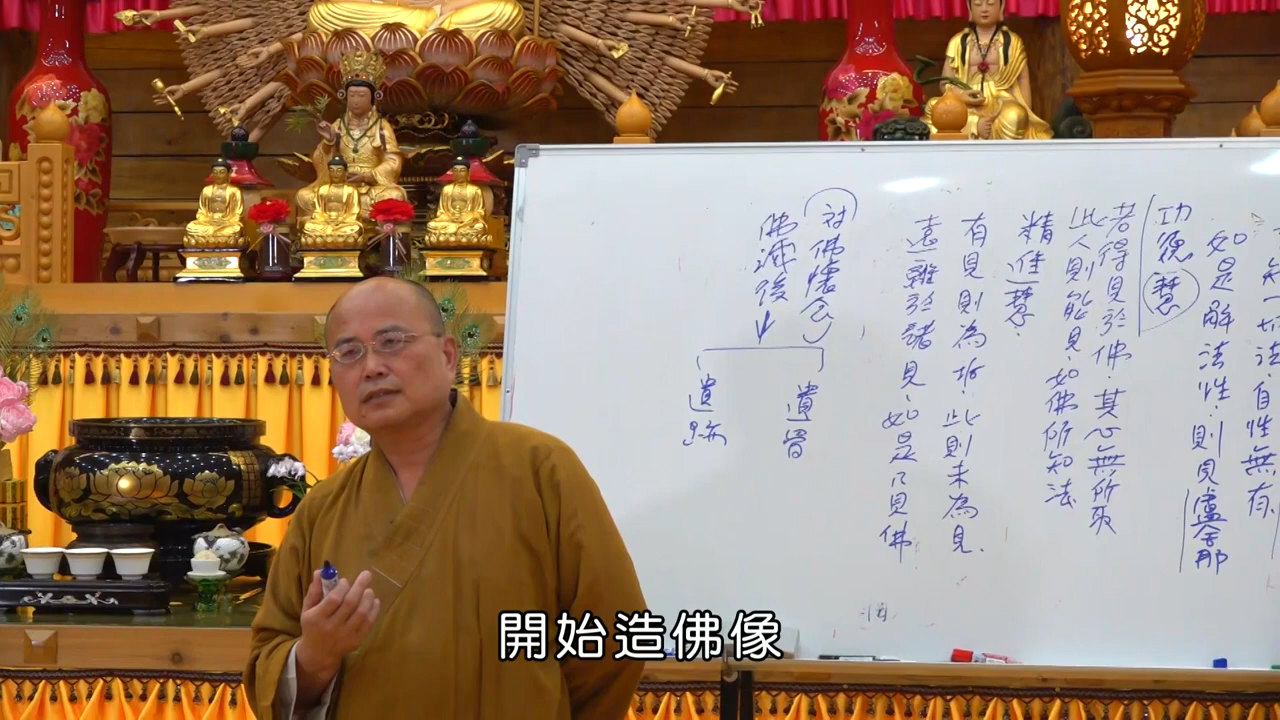 知一切法自性無有
如是解法性.則見盧舍那
功德慧
若得見於佛其心無所取
此人則能見.如佛所知法
精進慧.
有見則為垢.此則未為見.
遠離於諸見.如是乃見佛
對佛懷念
佛滅後
遺骨
遺跡
開始造佛像